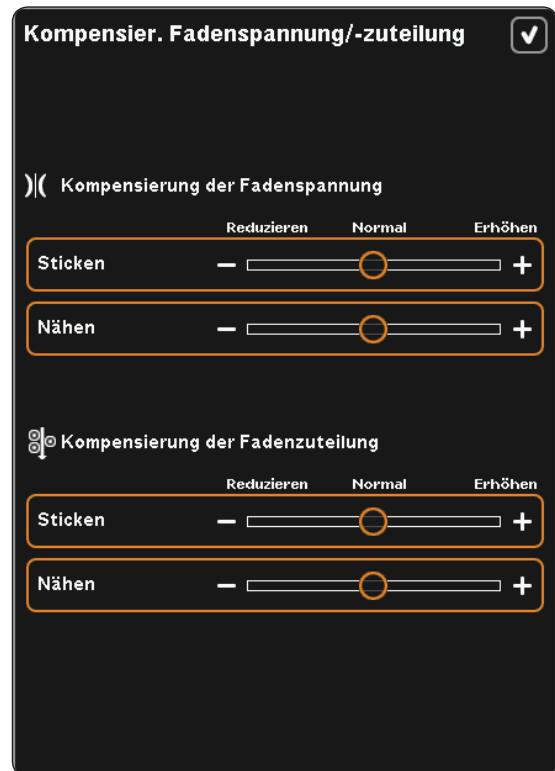 Kompensier. Fadenspannung/-zuteilung
Kompensierung der Fadenspannung
Reduzieren Normal Erhöhen
Sticken − +
Nähen − +
Kompensierung der Fadenzuteilung
Reduzieren Normal Erhöhen
Sticken − +
Nähen − +